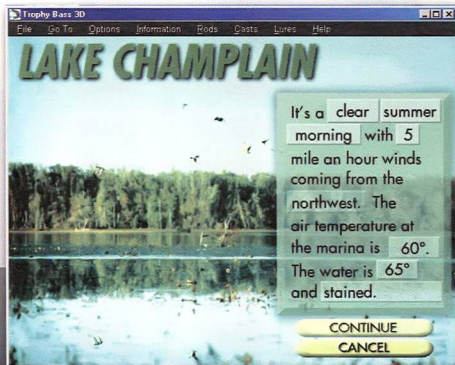 Trophy Bass 3D
File Go To Options Information Rods Casts Lures Help
LAKE CHAMPLAIN
It's a clear summer
morning with 5
mile an hour winds
coming from the
northwest. The
air temperature at
the marina is 60°.
The water is 65°
and stained.
CONTINUE
CANCEL